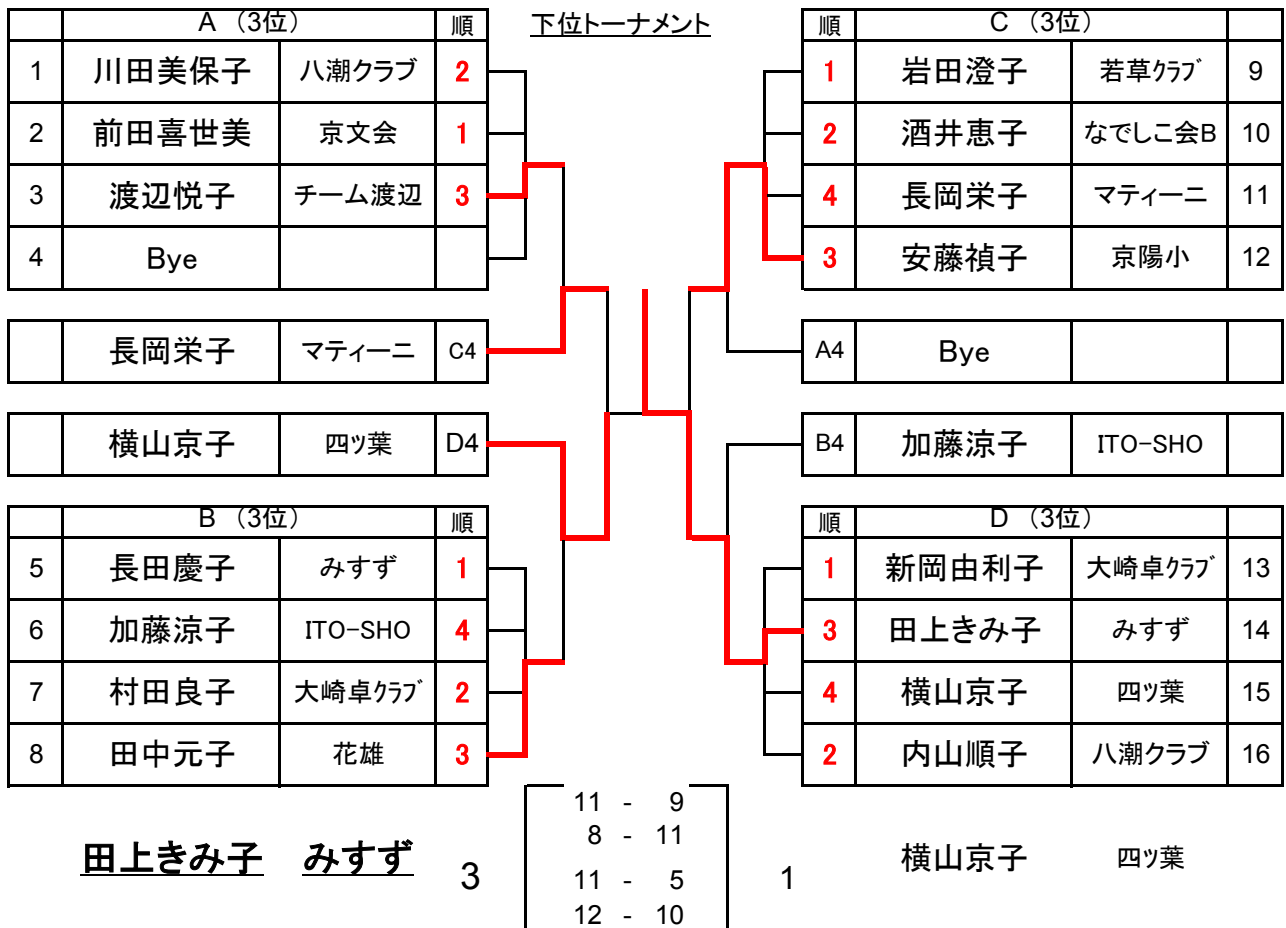 下位トーナメント
A （3位） 順
1 川田美保子 八潮クラブ 2
2 前田喜世美 京文会 1
3 渡辺悦子 チーム渡辺 3
4 Bye
長岡栄子 マティーニ C4
横山京子 四ツ葉 D4
B （3位） 順
5 長田慶子 みすず 1
6 加藤涼子 ITO-SHO 4
7 村田良子 大崎卓ｸﾗﾌﾞ 2
8 田中元子 花雄 3
順 C （3位）
1 岩田澄子 若草ｸﾗﾌﾞ 9
2 酒井恵子 なでしこ会B 10
4 長岡栄子 マティーニ 11
3 安藤禎子 京陽小 12
A4 Bye
B4 加藤涼子 ITO-SHO
順 D （3位）
1 新岡由利子 大崎卓ｸﾗﾌﾞ 13
3 田上きみ子 みすず 14
4 横山京子 四ツ葉 15
2 内山順子 八潮クラブ 16
田上きみ子 みすず 3
11 - 9
8 - 11
11 - 5
12 - 10
1 横山京子 四ツ葉